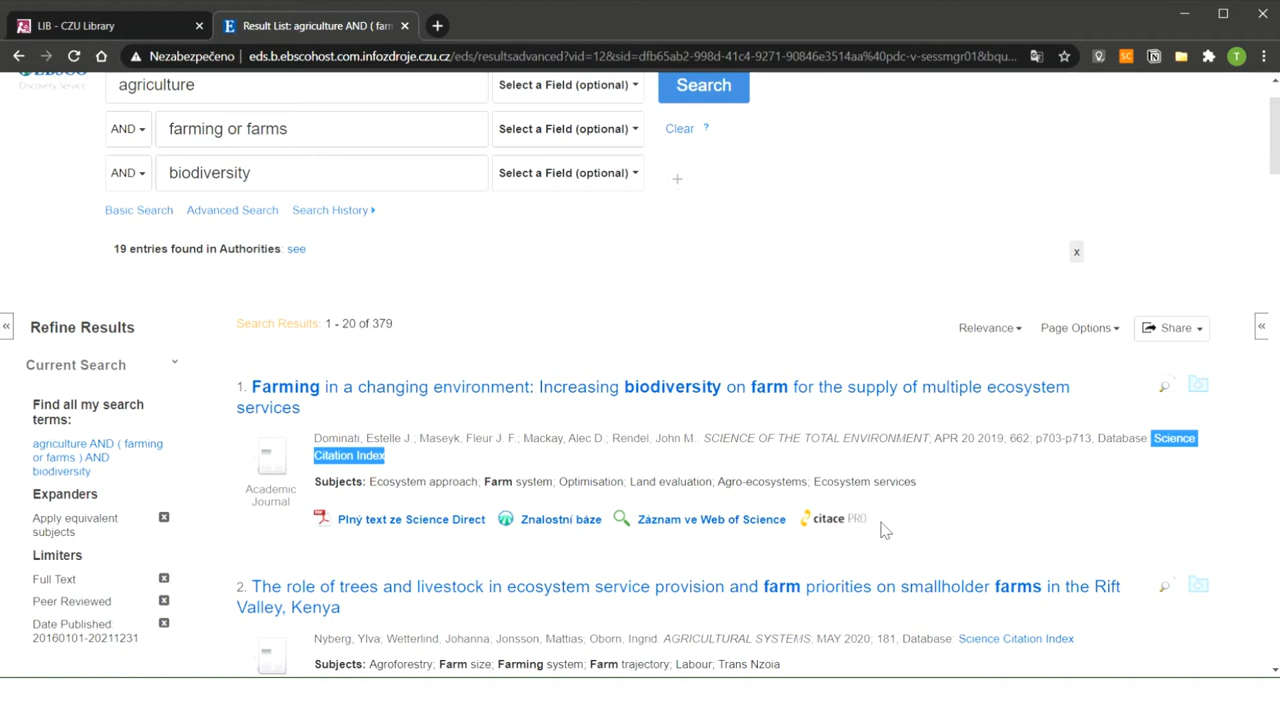 LIB - CZU Library
Result List: agriculture AND ( farm
Nezabezpečeno
eds.b.ebscohost.com.infozdroje.czu.cz/eds/resultsadvanced?vid=12&sid=dfb65ab2-998d-41c4-9271-90846e3514aa%40pdc-v-sessmgr01&bqu...
Discovery Service
agriculture
Select a Field (optional)
Search
AND
farming or farms
Select a Field (optional)
Clear ?
AND
biodiversity
Select a Field (optional)
Basic Search Advanced Search Search History
19 entries found in Authorities: see
x
Refine Results
Current Search
Find all my search
terms:
agriculture AND ( farming
or farms ) AND
biodiversity
Expanders
Apply equivalent
subjects
Limiters
Full Text
Peer Reviewed
Date Published:
20160101-20211231
Search Results: 1 - 20 of 379
Relevance Page Options Share
1. Farming in a changing environment: Increasing biodiversity on farm for the supply of multiple ecosystem
services
Academic
Journal
Dominati, Estelle J.; Maseyk, Fleur J. F.; Mackay, Alec D.; Rendel, John M.. SCIENCE OF THE TOTAL ENVIRONMENT, APR 20 2019, 662; p703-p713, Database Science
Citation Index
Subjects: Ecosystem approach; Farm system; Optimisation; Land evaluation; Agro-ecosystems; Ecosystem services
Plný text ze Science Direct Znalostní báze Záznam ve Web of Science citace PRO
2. The role of trees and livestock in ecosystem service provision and farm priorities on smallholder farms in the Rift
Valley, Kenya
Nyberg, Ylva; Wetterlind, Johanna; Jonsson, Mattias; Oborn, Ingrid. AGRICULTURAL SYSTEMS; MAY 2020; 181, Database. Science Citation Index
Subjects: Agroforestry; Farm size; Farming system; Farm trajectory; Labour; Trans Nzoia